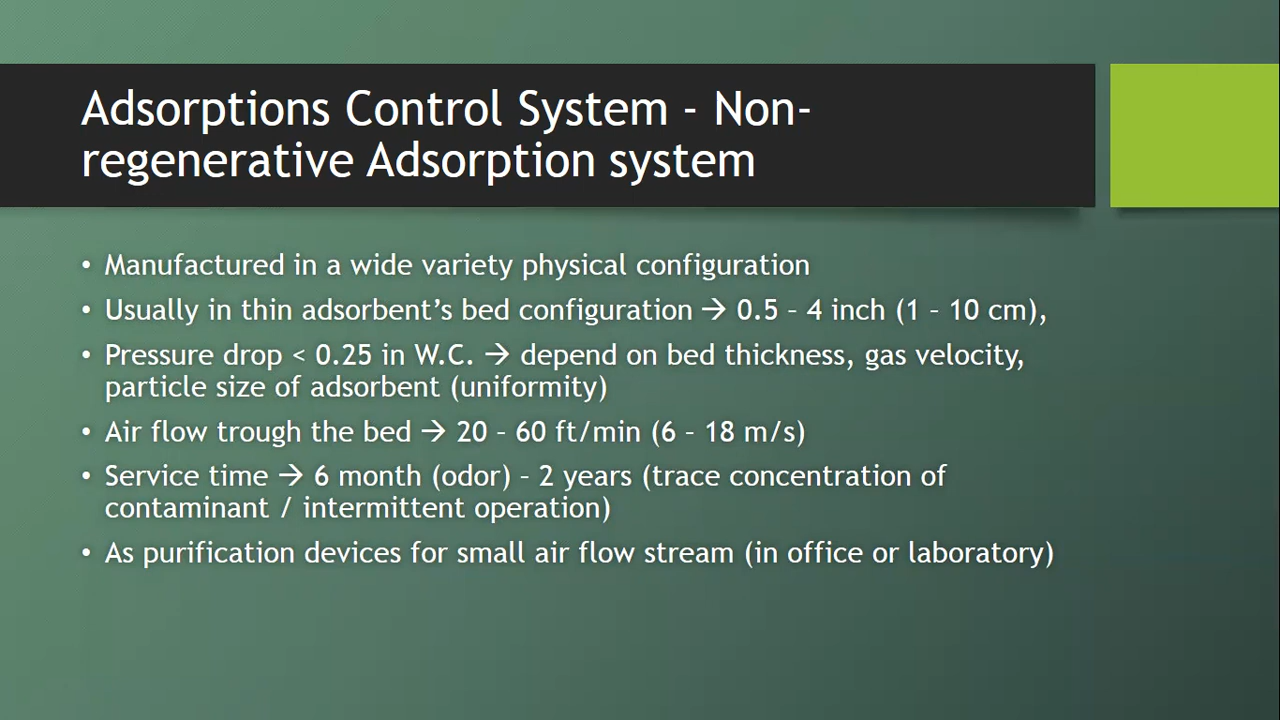 Adsorptions Control System - Non-
regenerative Adsorption system
• Manufactured in a wide variety physical configuration
• Usually in thin adsorbent’s bed configuration → 0.5 – 4 inch (1 – 10 cm),
• Pressure drop < 0.25 in W.C. → depend on bed thickness, gas velocity,
particle size of adsorbent (uniformity)
• Air flow trough the bed → 20 – 60 ft/min (6 – 18 m/s)
• Service time → 6 month (odor) – 2 years (trace concentration of
contaminant / intermittent operation)
• As purification devices for small air flow stream (in office or laboratory)